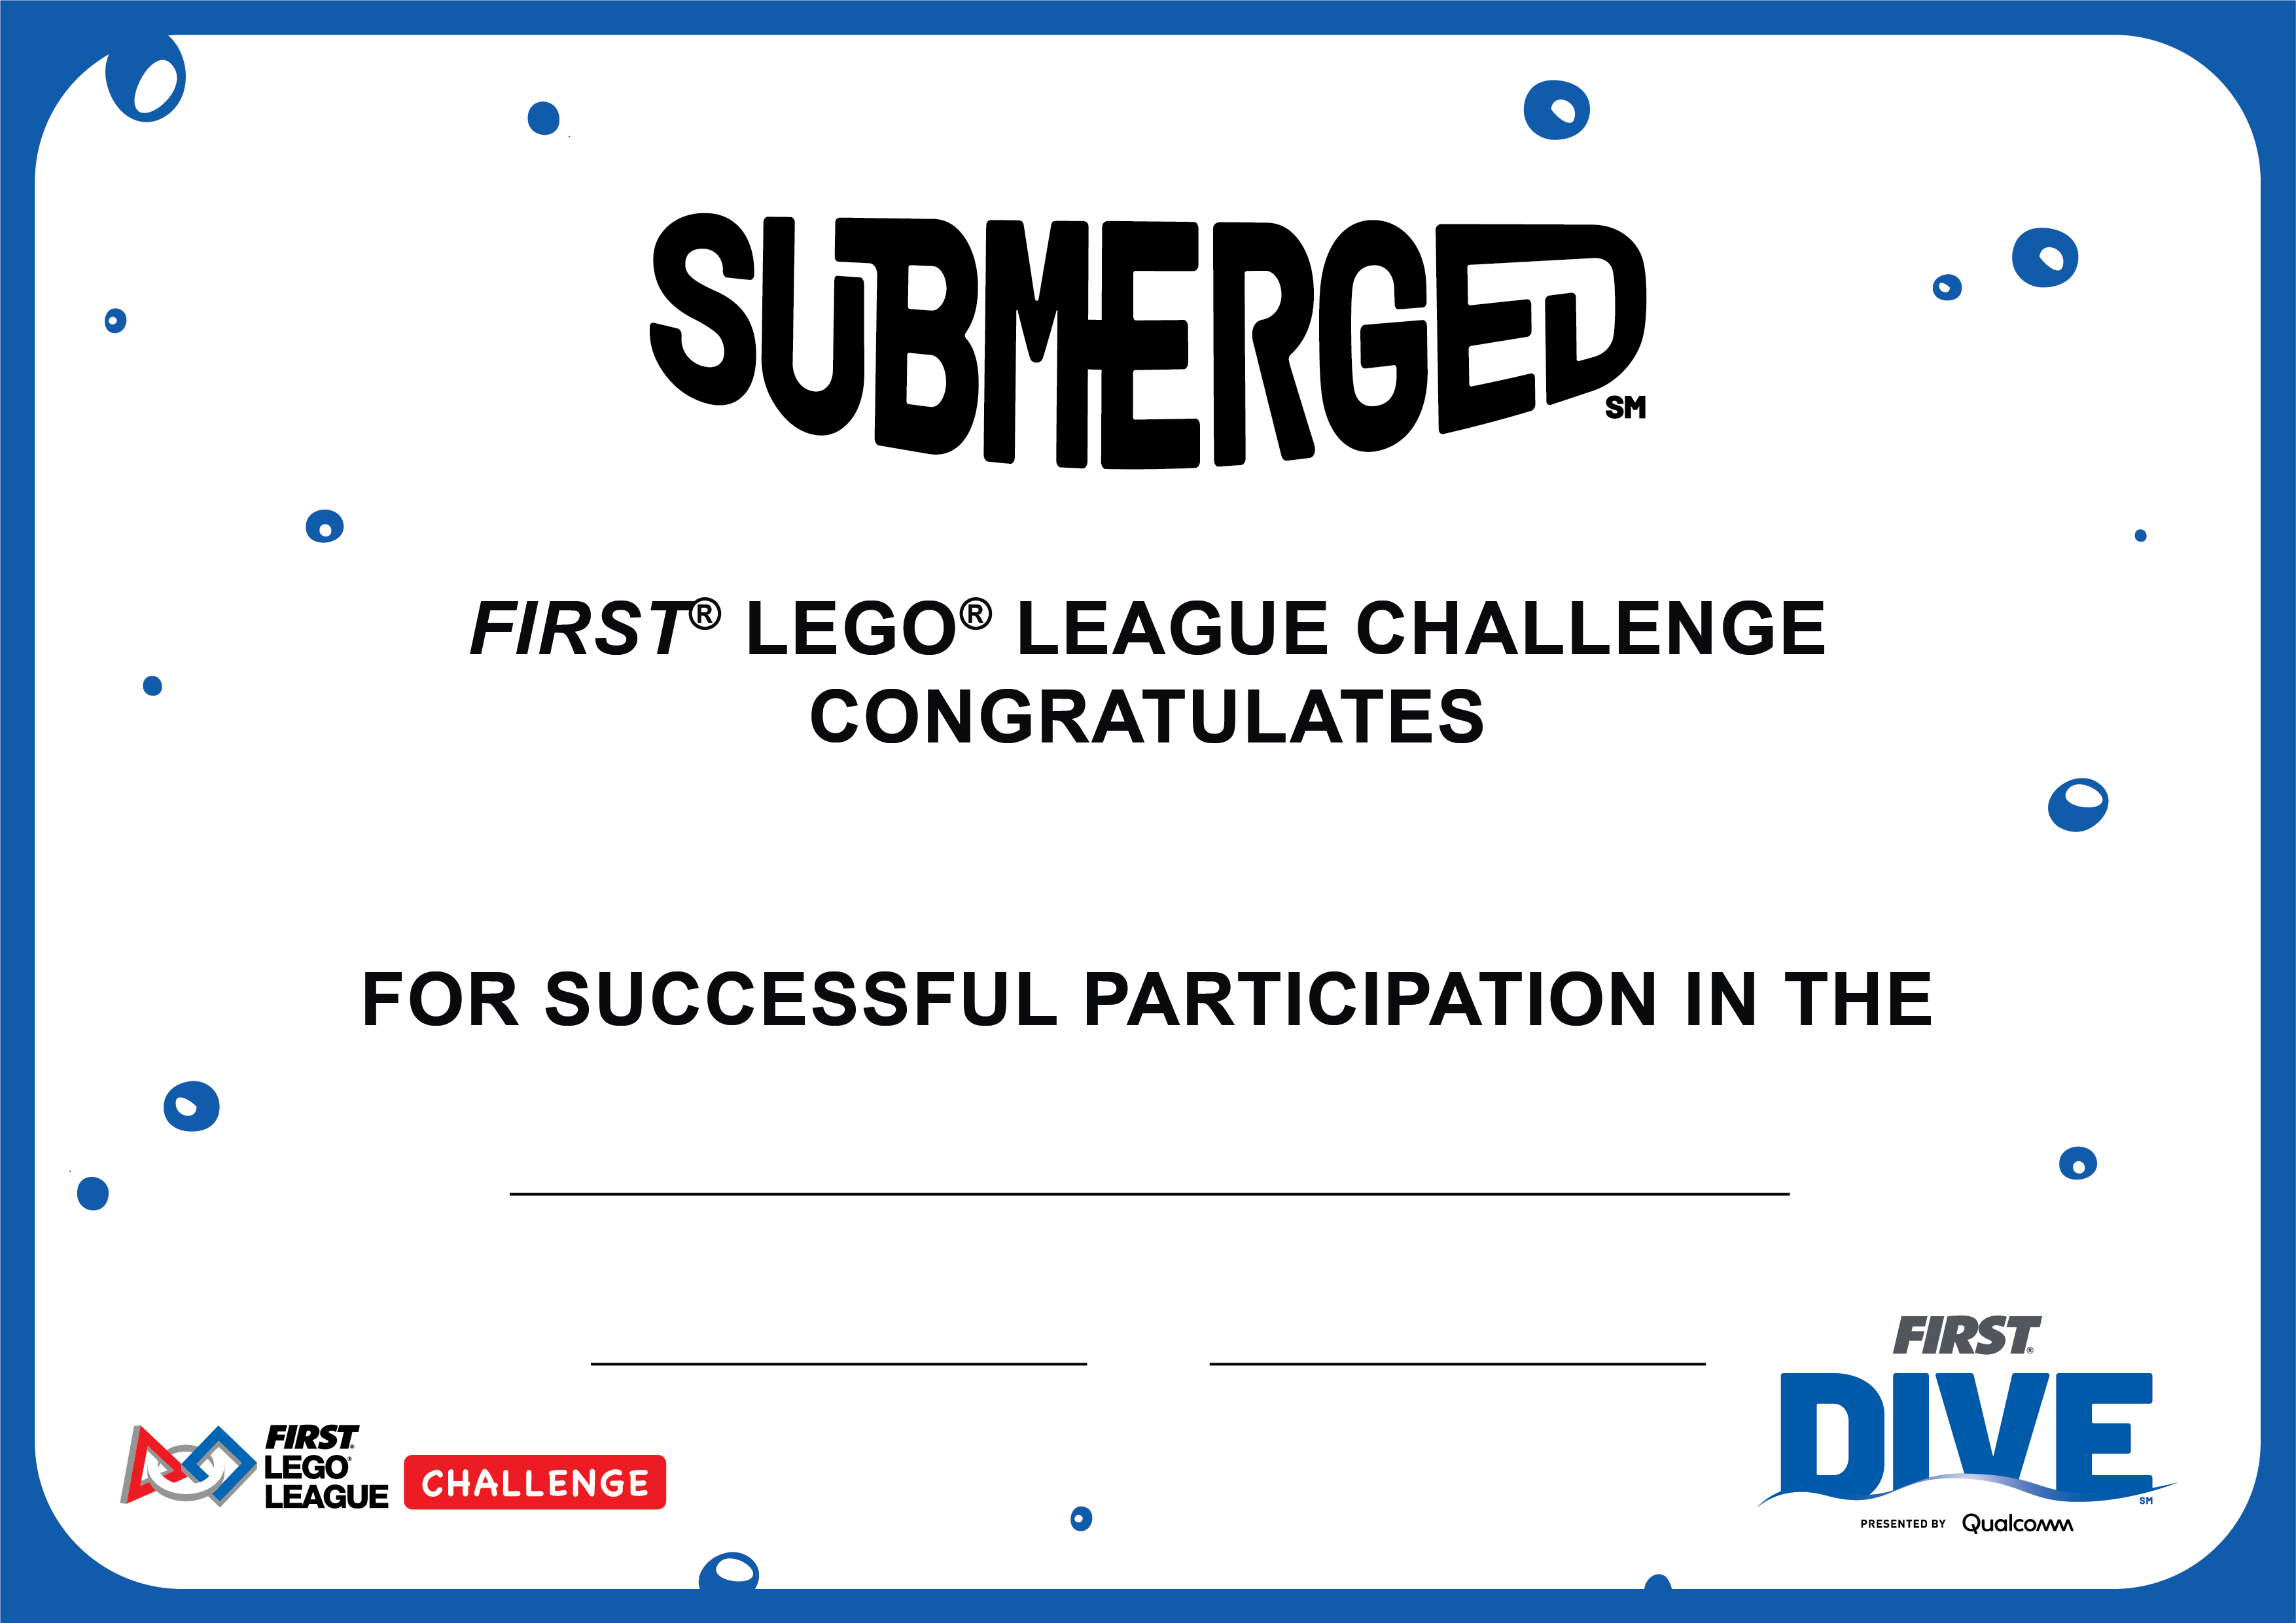 SUBMERGED SM
FIRST® LEGO® LEAGUE CHALLENGE
CONGRATULATES
FOR SUCCESSFUL PARTICIPATION IN THE
FIRST®
LEGO®
LEAGUE
CHALLENGE
FIRST®
DIVE SM
PRESENTED BY Qualcomm